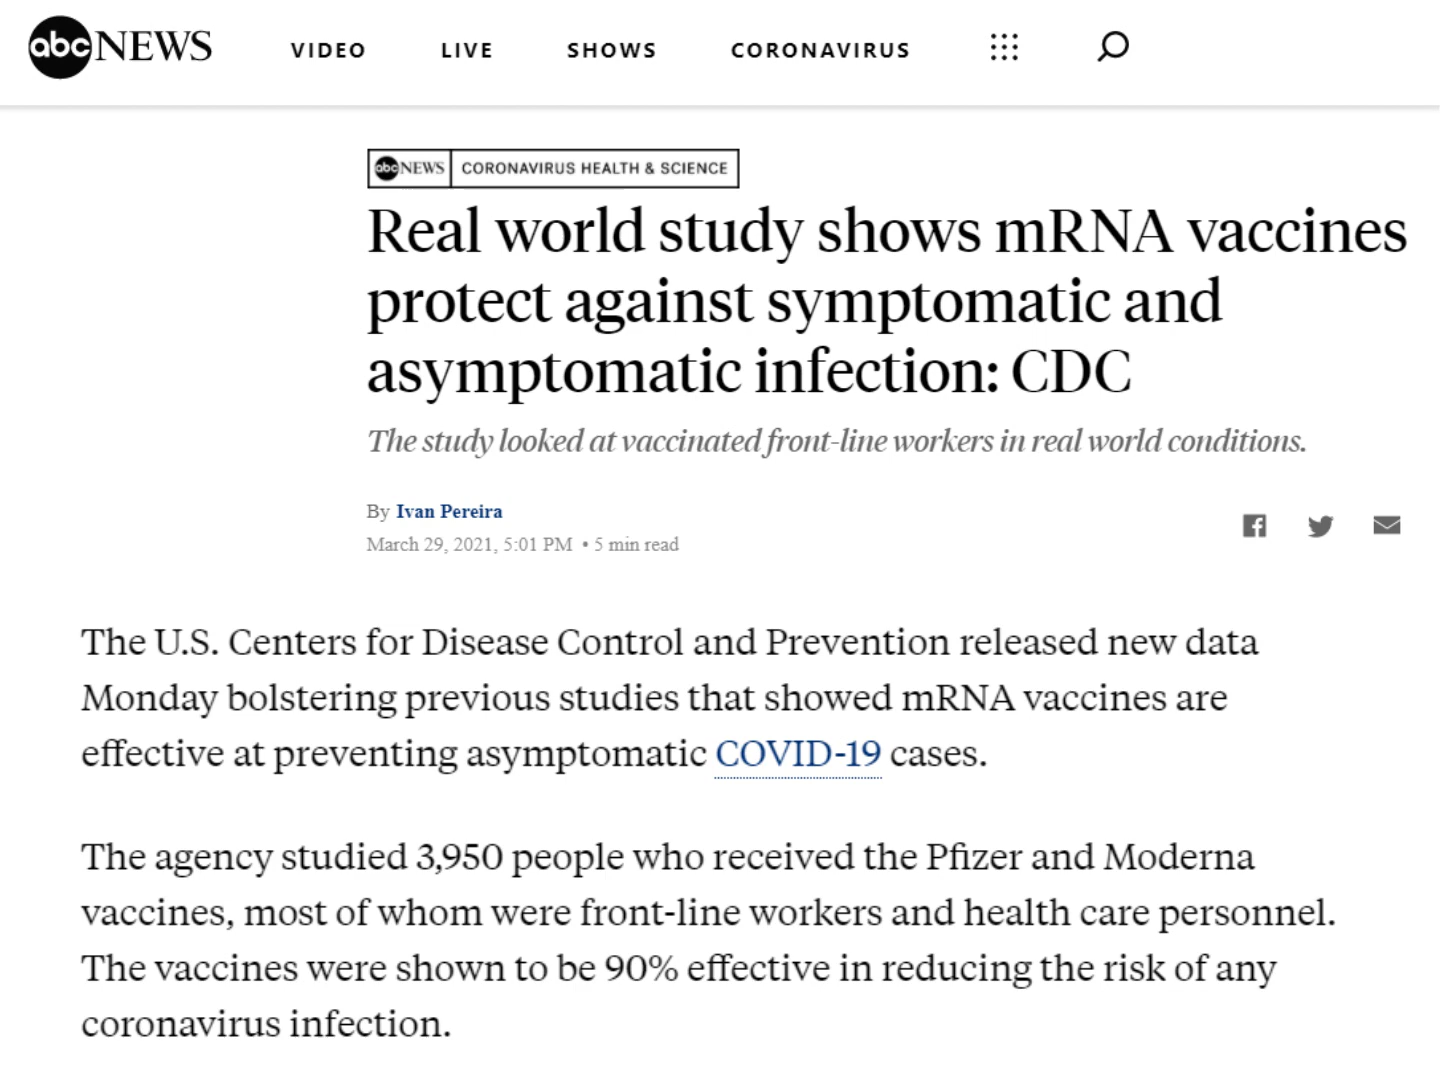 abc NEWS VIDEO LIVE SHOWS CORONAVIRUS
abc NEWS CORONAVIRUS HEALTH & SCIENCE
Real world study shows mRNA vaccines
protect against symptomatic and
asymptomatic infection: CDC
The study looked at vaccinated front-line workers in real world conditions.
By Ivan Pereira
March 29, 2021, 5:01 PM • 5 min read
The U.S. Centers for Disease Control and Prevention released new data
Monday bolstering previous studies that showed mRNA vaccines are
effective at preventing asymptomatic COVID-19 cases.
The agency studied 3,950 people who received the Pfizer and Moderna
vaccines, most of whom were front-line workers and health care personnel.
The vaccines were shown to be 90% effective in reducing the risk of any
coronavirus infection.